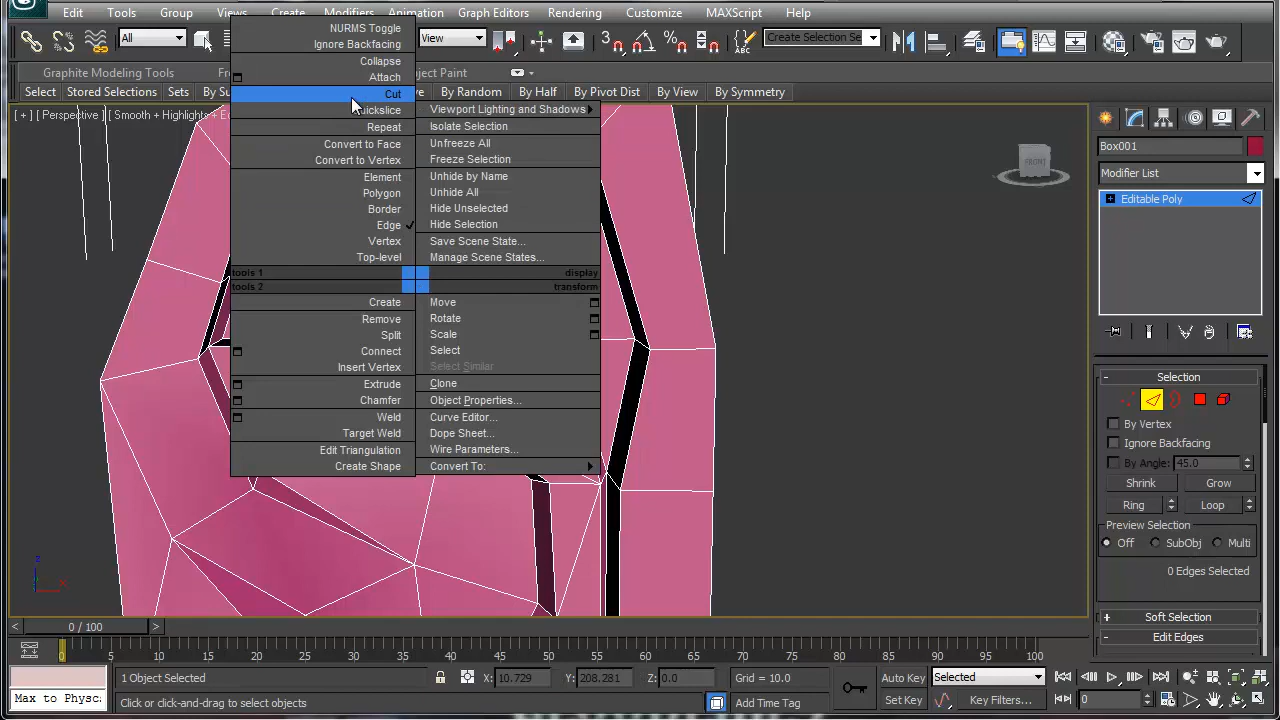 Edit Tools Group Views Create Modifiers Animation Graph Editors Rendering Customize MAXScript Help
All View Create Selection Se
Graphite Modeling Tools Object Paint
Select Stored Selection Sets By Random By Half By Pivot Dist By View By Symmetry
[ + ] [ Perspective ] [ Smooth + Highlights +
NURMS Toggle
Ignore Backfacing
Collapse
Attach
Cut
Quickslice
Repeat
Convert to Face
Convert to Vertex
Element
Polygon
Border
Edge
Vertex
Top-level
tools 1
tools 2
Create
Remove
Split
Connect
Insert Vertex
Extrude
Chamfer
Weld
Target Weld
Edit Triangulation
Create Shape
Viewport Lighting and Shadows
Isolate Selection
Unfreeze All
Freeze Selection
Unhide by Name
Unhide All
Hide Unselected
Hide Selection
Save Scene State...
Manage Scene States...
display
transform
Move
Rotate
Scale
Select
Select Similar
Clone
Object Properties...
Curve Editor...
Dope Sheet...
Wire Parameters...
Convert To:
FRONT
z
x
Box001
Modifier List
Editable Poly
Selection
By Vertex
Ignore Backfacing
By Angle: 45.0
Shrink Grow
Ring Loop
Preview Selection
Off SubObj Multi
0 Edges Selected
+ Soft Selection
- Edit Edges
< 0 / 100 >
0 5 10 15 20 25 30 35 40 45 50 55 60 65 70 75 80 85 90 95 100
1 Object Selected X: 10.729 Y: 208.281 Z: 0.0 Grid = 10.0 Auto Key Selected
Max to Physc Click or click-and-drag to select objects Add Time Tag Set Key Key Filters... 0